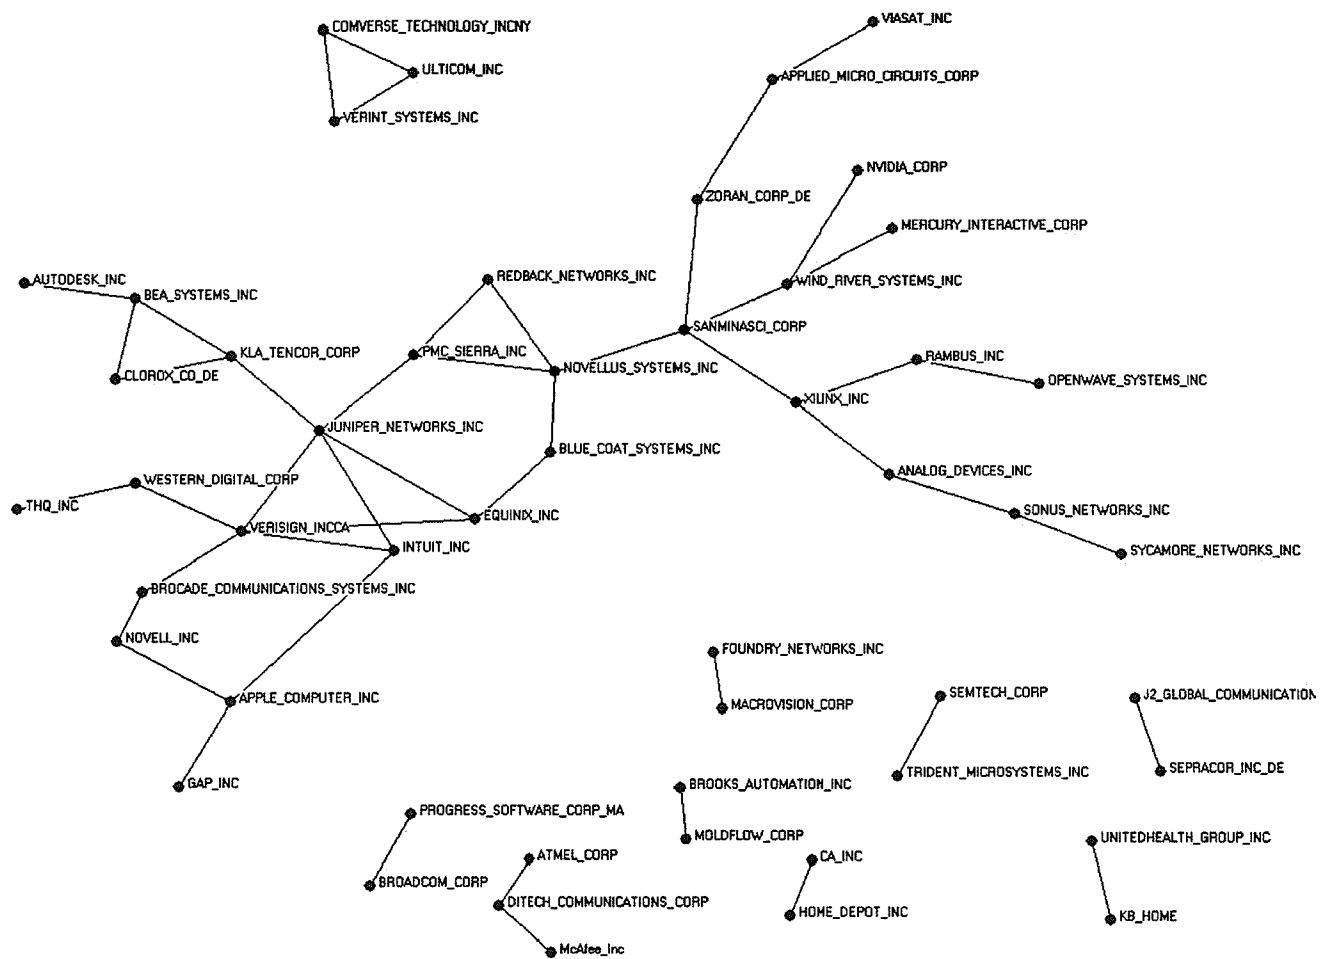 COMVERSE_TECHNOLOGY_INCNY
VIASAT_INC
ULTICOM_INC
APPLIED_MICRO_CIRCUITS_CORP
VERINT_SYSTEMS_INC
NVIDIA_CORP
ZORAN_CORP_DE
MERCURY_INTERACTIVE_CORP
AUTODESK_INC
REDBACK_NETWORKS_INC
WIND_RIVER_SYSTEMS_INC
BEA_SYSTEMS_INC
SANMINASCI_CORP
KLA_TENCOR_CORP
PMC_SIERRA_INC
RAMBUS_INC
NOVELLUS_SYSTEMS_INC
CLOROX_CO_DE
OPENWAVE_SYSTEMS_INC
XILINX_INC
JUNIPER_NETWORKS_INC
BLUE_COAT_SYSTEMS_INC
ANALOG_DEVICES_INC
WESTERN_DIGITAL_CORP
THQ_INC
SONUS_NETWORKS_INC
EQUINIX_INC
VERISIGN_INCCA
INTUIT_INC
SYCAMORE_NETWORKS_INC
BROCADE_COMMUNICATIONS_SYSTEMS_INC
NOVELL_INC
FOUNDRY_NETWORKS_INC
APPLE_COMPUTER_INC
SEMTECH_CORP
J2_GLOBAL_COMMUNICATION
MACROVISION_CORP
TRIDENT_MICROSYSTEMS_INC
SEPRACOR_INC_DE
GAP_INC
BROOKS_AUTOMATION_INC
PROGRESS_SOFTWARE_CORP_MA
MOLDFLOW_CORP
UNITEDHEALTH_GROUP_INC
ATMEL_CORP
CA_INC
BROADCOM_CORP
DITECH_COMMUNICATIONS_CORP
HOME_DEPOT_INC
KB_HOME
McAfee_Inc